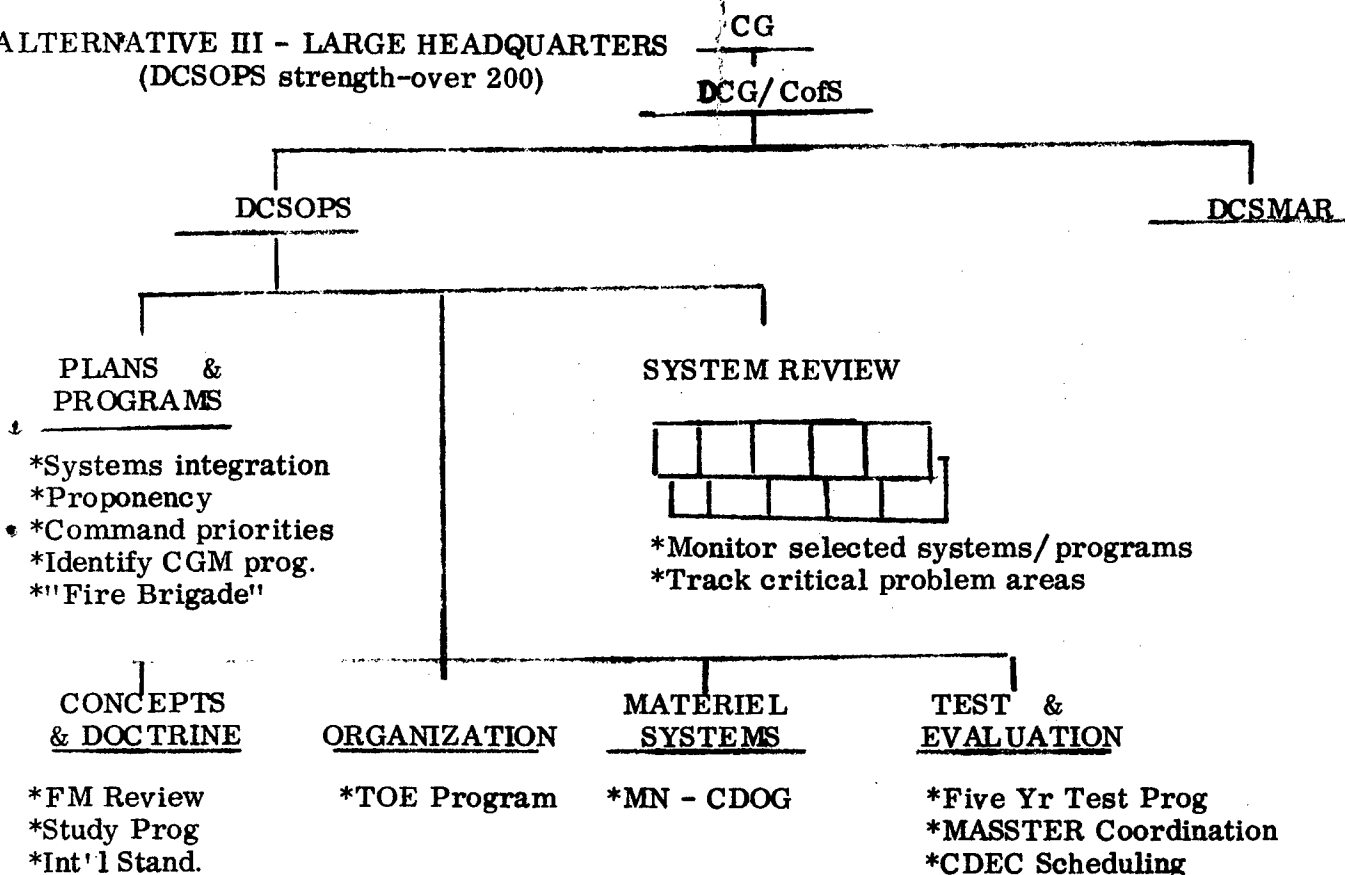 ALTERNATIVE III - LARGE HEADQUARTERS
(DCSOPS strength-over 200)
CG
DCG/CofS
DCSOPS
DCSMAR
PLANS &
PROGRAMS
*Systems integration
*Proponency
*Command priorities
*Identify CGM prog.
*"Fire Brigade"
SYSTEM REVIEW
*Monitor selected systems/programs
*Track critical problem areas
CONCEPTS
& DOCTRINE
*FM Review
*Study Prog
*Int'l Stand.
ORGANIZATION
*TOE Program
MATERIEL
SYSTEMS
*MN - CDOG
TEST &
EVALUATION
*Five Yr Test Prog
*MASSTER Coordination
*CDEC Scheduling